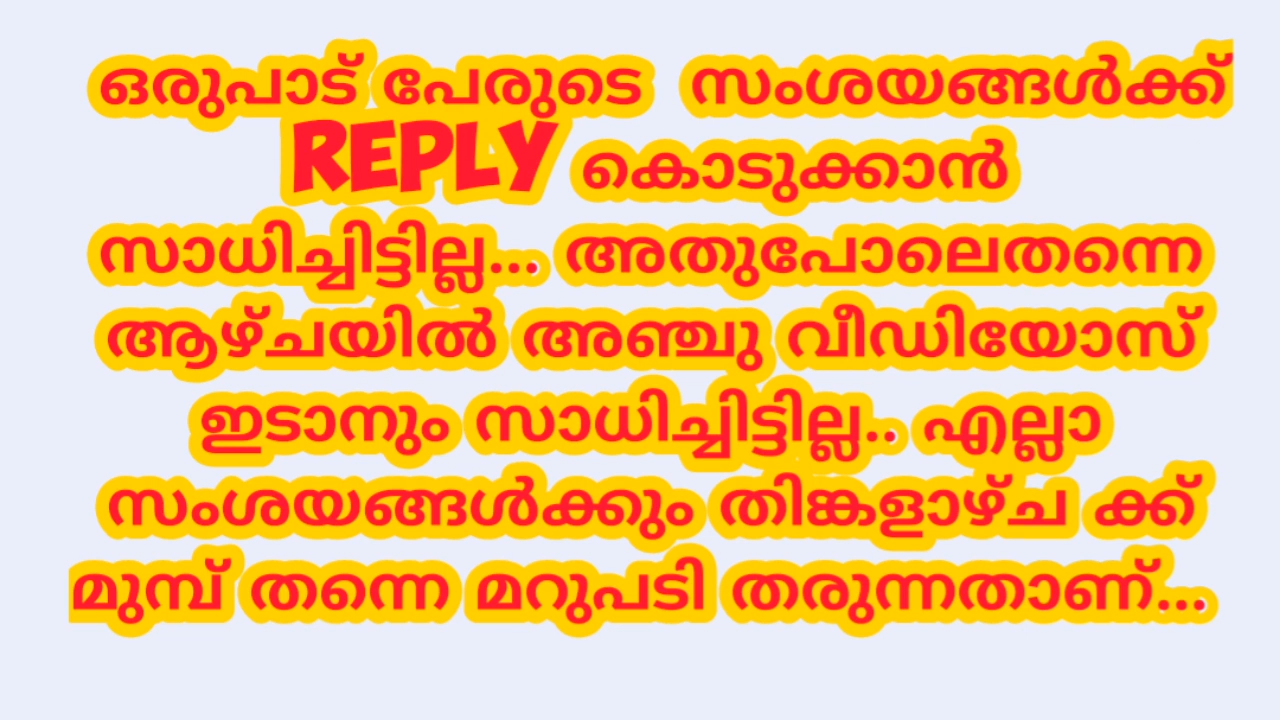 ഒരുപാട് പേരുടെ സംശയങ്ങൾക്ക്
REPLY കൊടുക്കാൻ
സാധിച്ചിട്ടില്ല... അതുപോലെതന്നെ
ആഴ്ചയിൽ അഞ്ചു വീഡിയോസ്
ഇടാനും സാധിച്ചിട്ടില്ല.. എല്ലാ
സംശയങ്ങൾക്കും തിങ്കളാഴ്ച ക്ക്
മുമ്പ് തന്നെ മറുപടി തരുന്നതാണ്...